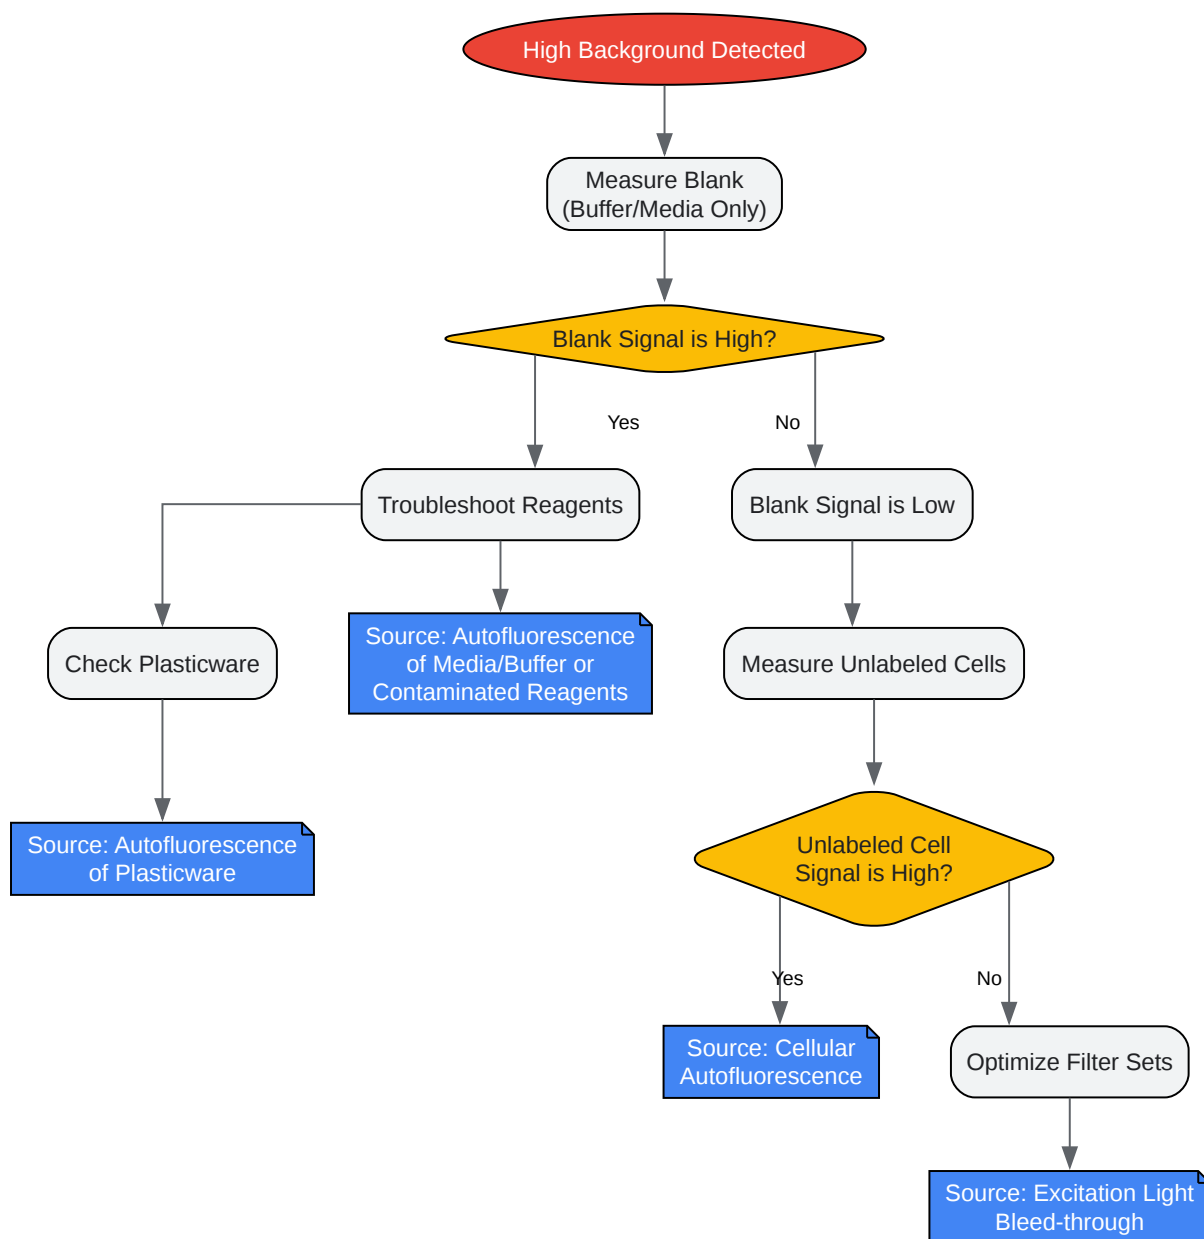 High Background Detected
Measure Blank
(Buffer/Media Only)
Blank Signal is High?
Yes
No
Troubleshoot Reagents
Blank Signal is Low
Source: Autofluorescence
of Media/Buffer or
Contaminated Reagents
Check Plasticware
Measure Unlabeled Cells
Source: Autofluorescence
of Plasticware
Unlabeled Cell
Signal is High?
Yes
No
Source: Cellular
Autofluorescence
Optimize Filter Sets
Source: Excitation Light
Bleed-through